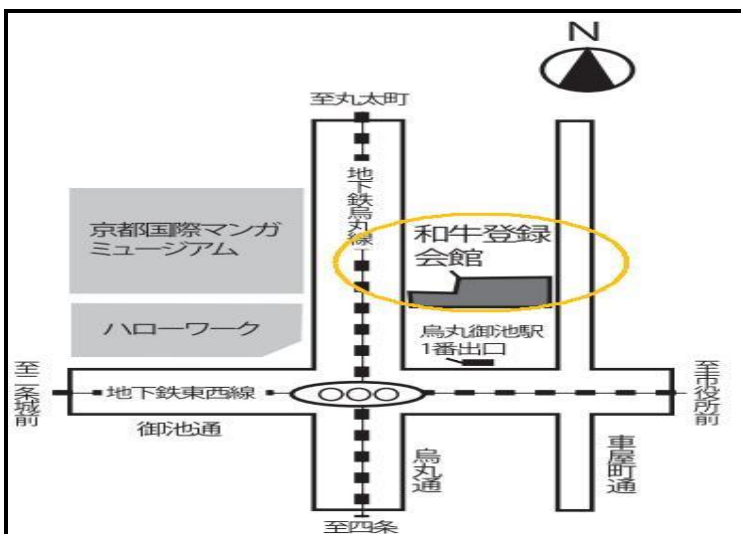 N
至丸太町
地下鉄烏丸線
京都国際マンガ
ミュージアム
和牛登録
会館
ハローワーク
烏丸御池駅
1番出口
至二条城前
地下鉄東西線
至市役所前
御池通
烏丸通
車屋町通
至四条